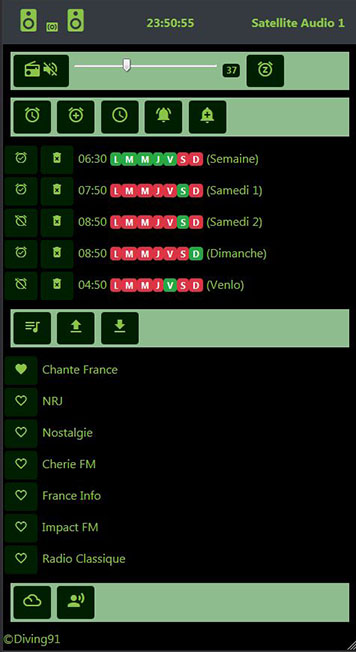 23:50:55 Satellite Audio 1
37
06:30 L M M J V S D (Semaine)
07:50 L M M J V S D (Samedi 1)
08:50 L M M J V S D (Samedi 2)
08:50 L M M J V S D (Dimanche)
04:50 L M M J V S D (Venlo)
Chante France
NRJ
Nostalgie
Cherie FM
France Info
Impact FM
Radio Classique
©Diving91